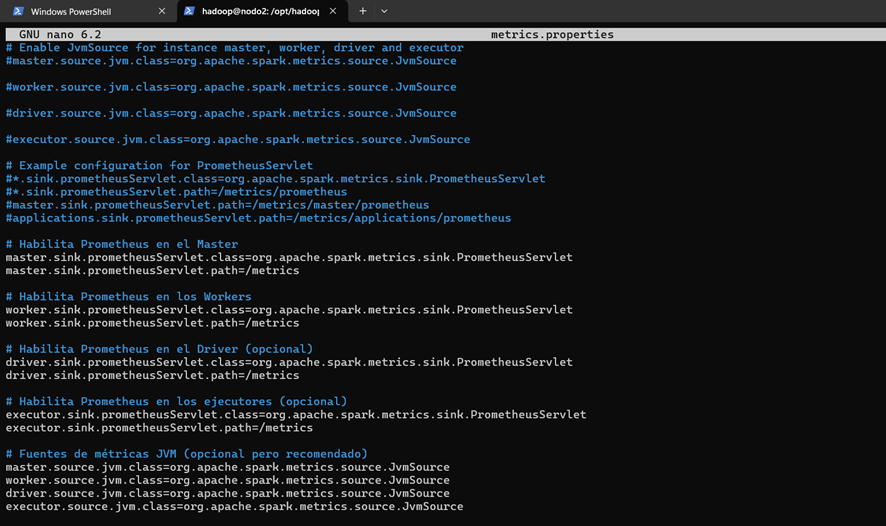 Windows PowerShell
hadoop@nodo2: /opt/hadoop
GNU nano 6.2 metrics.properties
# Enable JvmSource for instance master, worker, driver and executor
#master.source.jvm.class=org.apache.spark.metrics.source.JvmSource
#worker.source.jvm.class=org.apache.spark.metrics.source.JvmSource
#driver.source.jvm.class=org.apache.spark.metrics.source.JvmSource
#executor.source.jvm.class=org.apache.spark.metrics.source.JvmSource
# Example configuration for PrometheusServlet
#*.sink.prometheusServlet.class=org.apache.spark.metrics.sink.PrometheusServlet
#*.sink.prometheusServlet.path=/metrics/prometheus
#master.sink.prometheusServlet.path=/metrics/master/prometheus
#applications.sink.prometheusServlet.path=/metrics/applications/prometheus
# Habilita Prometheus en el Master
master.sink.prometheusServlet.class=org.apache.spark.metrics.sink.PrometheusServlet
master.sink.prometheusServlet.path=/metrics
# Habilita Prometheus en los Workers
worker.sink.prometheusServlet.class=org.apache.spark.metrics.sink.PrometheusServlet
worker.sink.prometheusServlet.path=/metrics
# Habilita Prometheus en el Driver (opcional)
driver.sink.prometheusServlet.class=org.apache.spark.metrics.sink.PrometheusServlet
driver.sink.prometheusServlet.path=/metrics
# Habilita Prometheus en los ejecutores (opcional)
executor.sink.prometheusServlet.class=org.apache.spark.metrics.sink.PrometheusServlet
executor.sink.prometheusServlet.path=/metrics
# Fuentes de métricas JVM (opcional pero recomendado)
master.source.jvm.class=org.apache.spark.metrics.source.JvmSource
worker.source.jvm.class=org.apache.spark.metrics.source.JvmSource
driver.source.jvm.class=org.apache.spark.metrics.source.JvmSource
executor.source.jvm.class=org.apache.spark.metrics.source.JvmSource